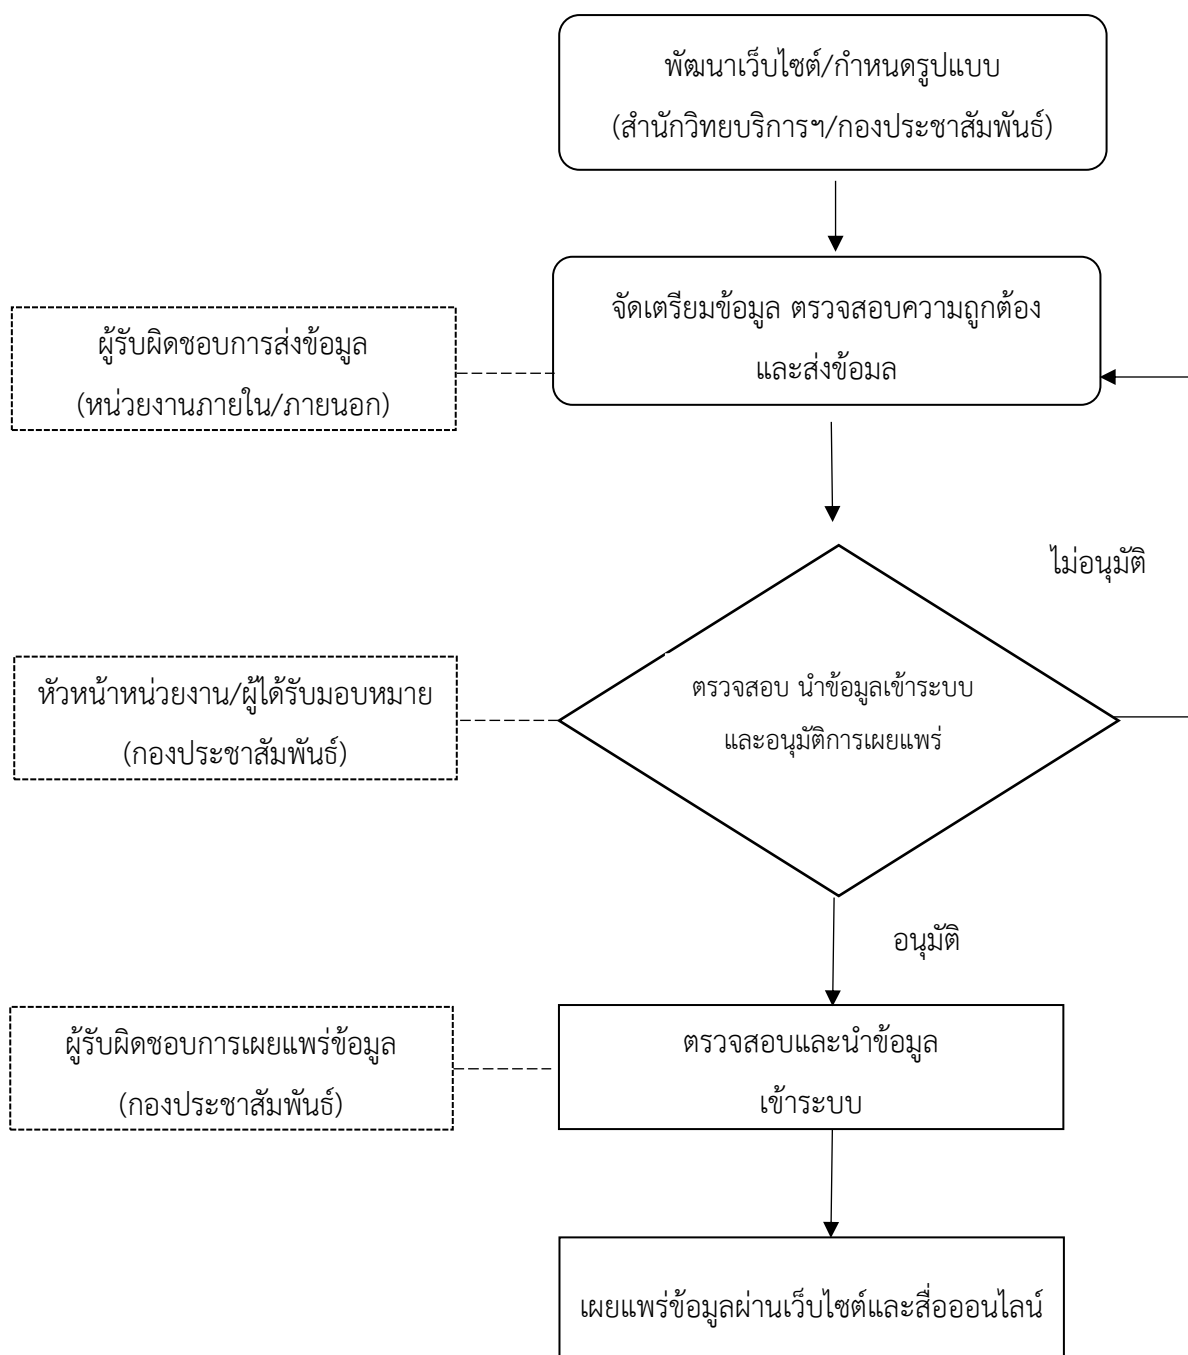 พัฒนาเว็บไซต์/กำหนดรูปแบบ
(สำนักวิทยบริการฯ/กองประชาสัมพันธ์)
จัดเตรียมข้อมูล ตรวจสอบความถูกต้อง
และส่งข้อมล
ผู้รับผิดชอบการส่งข้อมูล
(หน่วยงานภายใน/ภายนอก)
ไม่อนุมัติ
ตรวจสอบ นำข้อมูลเข้าระบบ
และอนุมัติการเผยแพร่
หัวหน้าหน่วยงาน/ผู้ได้รับมอบหมาย
(กองประชาสัมพันธ์)
อนุมัติ
ตรวจสอบและนำข้อมูล
เข้าระบบ
ผู้รับผิดชอบการเผยแพร่ข้อมูล
(กองประชาสัมพันธ์)
เผยแพร่ข้อมูลผ่านเว็บไซต์และสื่อออนไลน์